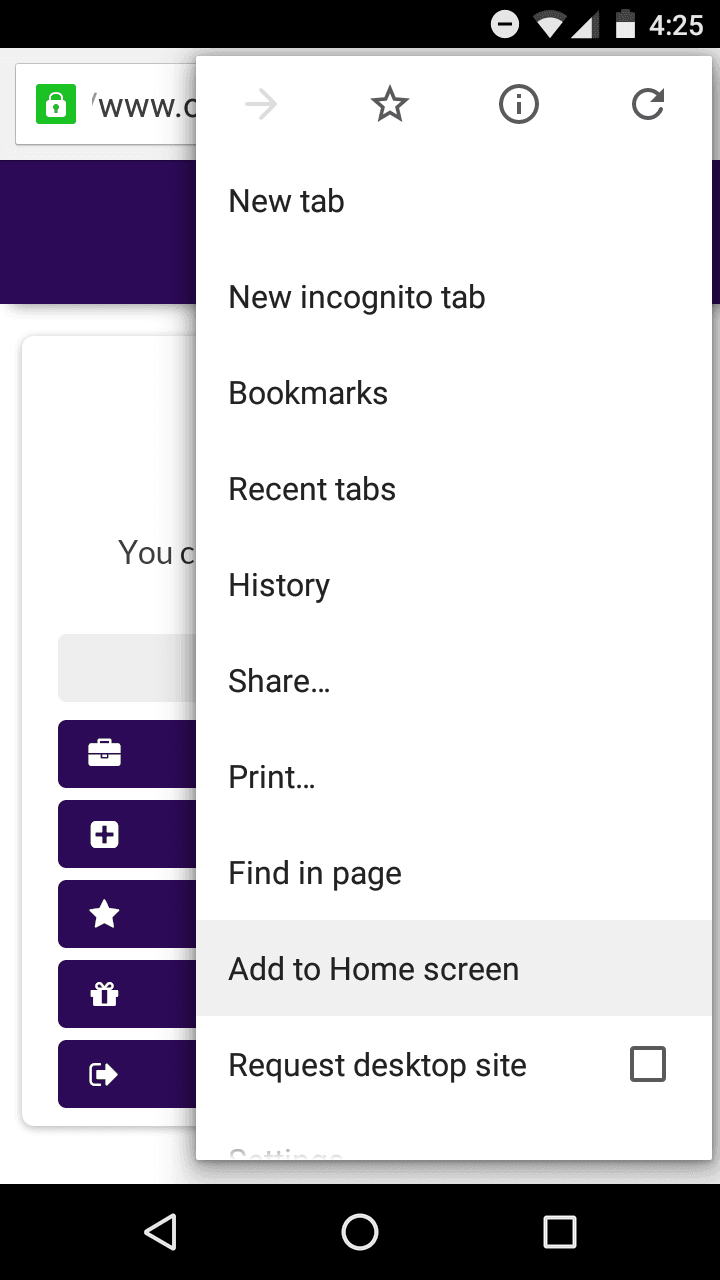 4:25
/www.c
New tab
New incognito tab
Bookmarks
Recent tabs
History
You c
Share...
Print...
Find in page
Add to Home screen
Request desktop site
Settings